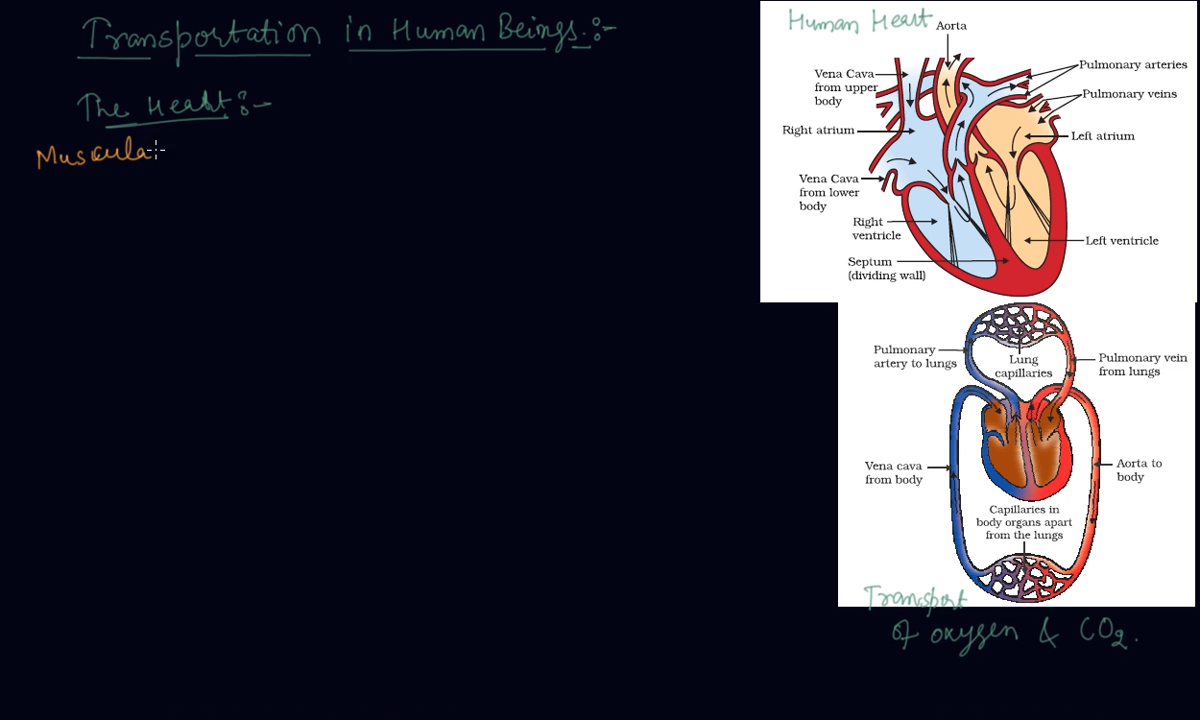 Transportation in Human Beings :-
The Heart :-
Muscula
Human Heart
Aorta
Vena Cava
from upper
body
Pulmonary arteries
Pulmonary veins
Right atrium
Left atrium
Vena Cava
from lower
body
Right
ventricle
Left ventricle
Septum
(dividing wall)
Pulmonary
artery to lungs
Lung
capillaries
Pulmonary vein
from lungs
Vena cava
from body
Aorta to
body
Capillaries in
body organs apart
from the lungs
Transport
of oxygen & CO2.